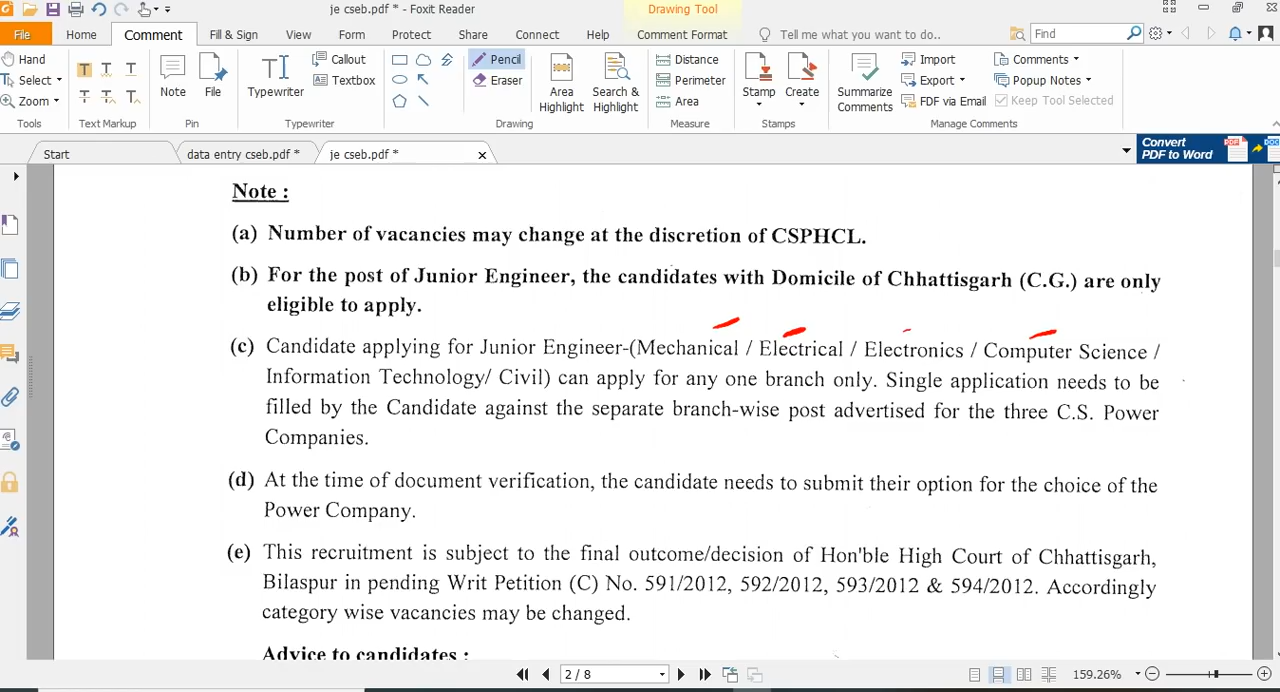 je cseb.pdf * - Foxit Reader
Drawing Tool
File Home Comment Fill & Sign View Form Protect Share Connect Help Comment Format Tell me what you want to do.. Find
Hand
Select
Zoom
Tools
T T T
T T T
Text Markup
Note
File
Pin
Typewriter
Callout
Textbox
Typewriter
Pencil
Eraser
Area Highlight
Search & Highlight
Drawing
Distance
Perimeter
Area
Measure
Stamp
Create
Stamps
Summarize Comments
Import
Export
FDF via Email
Comments
Popup Notes
Keep Tool Selected
Manage Comments
Start
data entry cseb.pdf *
je cseb.pdf *
Convert
PDF to Word
Note :
(a) Number of vacancies may change at the discretion of CSPHCL.
(b) For the post of Junior Engineer, the candidates with Domicile of Chhattisgarh (C.G.) are only
eligible to apply.
(c) Candidate applying for Junior Engineer-(Mechanical / Electrical / Electronics / Computer Science /
Information Technology/ Civil) can apply for any one branch only. Single application needs to be
filled by the Candidate against the separate branch-wise post advertised for the three C.S. Power
Companies.
(d) At the time of document verification, the candidate needs to submit their option for the choice of the
Power Company.
(e) This recruitment is subject to the final outcome/decision of Hon'ble High Court of Chhattisgarh,
Bilaspur in pending Writ Petition (C) No. 591/2012, 592/2012, 593/2012 & 594/2012. Accordingly
category wise vacancies may be changed.
Advice to candidates :
2 / 8
159.26%